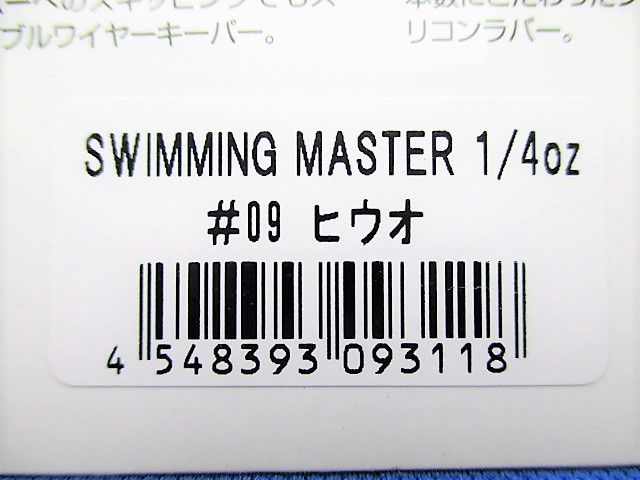 ブルワイヤーキーパー。
リコンラバー。
SWIMMING MASTER 1/4oz
#09 ヒウオ
4 548393 093118